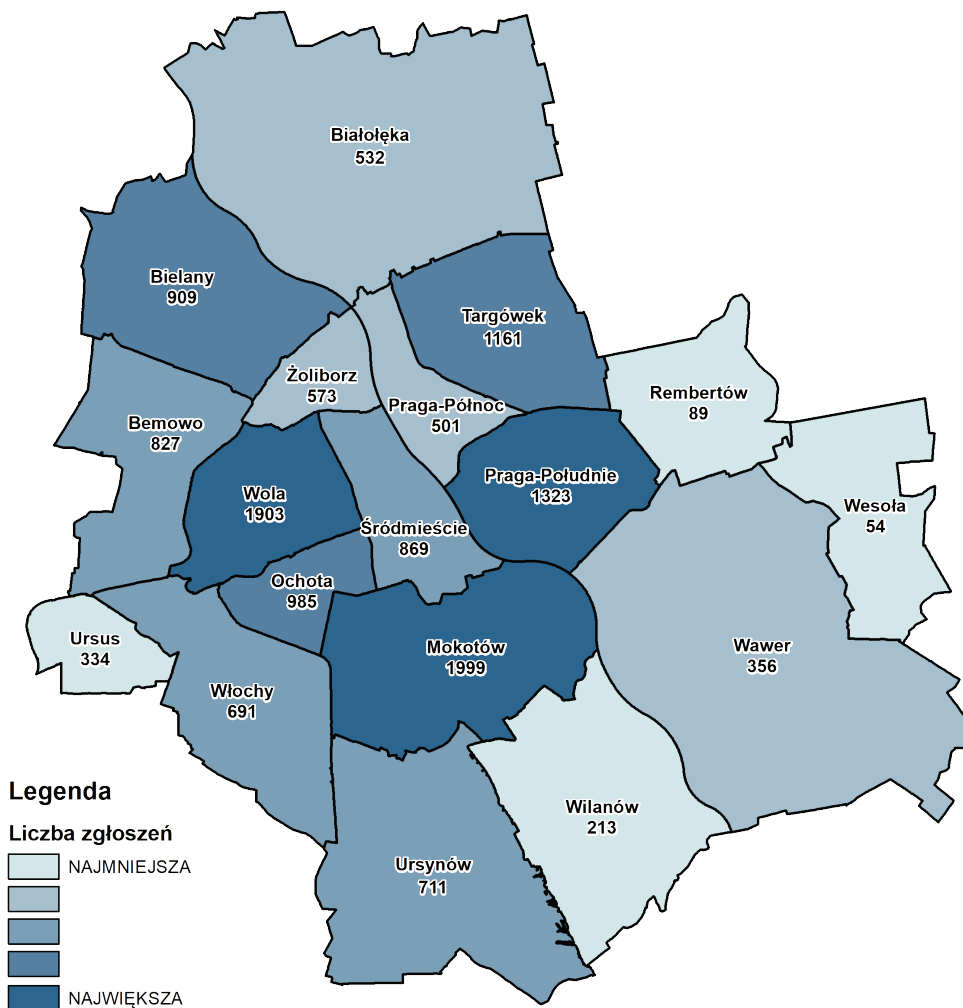 Białołęka
532
Bielany
909
Targówek
1161
Żoliborz
573
Rembertów
89
Praga-Północ
501
Bemowo
827
Praga-Południe
1323
Wola
1903
Wesoła
54
Śródmieście
869
Ochota
985
Ursus
334
Mokotów
1999
Wawer
356
Włochy
691
Wilanów
213
Ursynów
711
Legenda
Liczba zgłoszeń
NAJMNIEJSZA
NAJWIĘKSZA